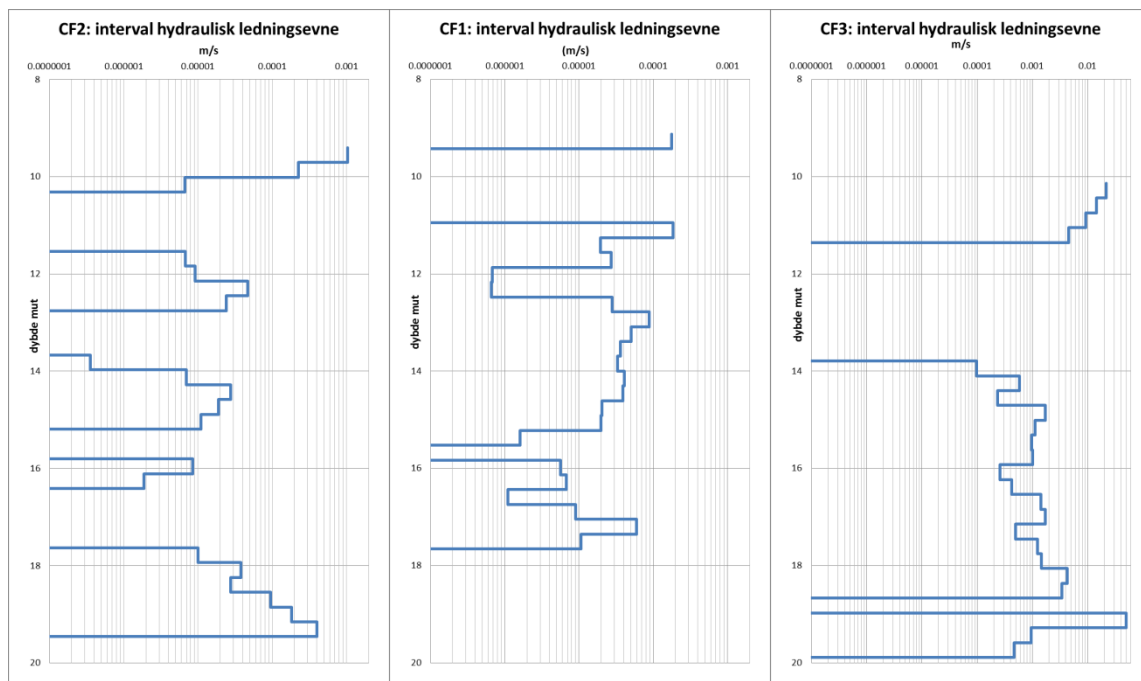 CF2: interval hydraulisk ledningsevne
m/s
0.0000001 0.000001 0.00001 0.0001 0.001
8
10
12
14
16
18
20
dybde mut
CF1: interval hydraulisk ledningsevne
(m/s)
0.0000001 0.000001 0.00001 0.0001 0.001
8
10
12
14
16
18
20
dybde mut
CF3: interval hydraulisk ledningsevne
m/s
0.0000001 0.000001 0.00001 0.0001 0.001 0.01
8
10
12
14
16
18
20
dybde mut